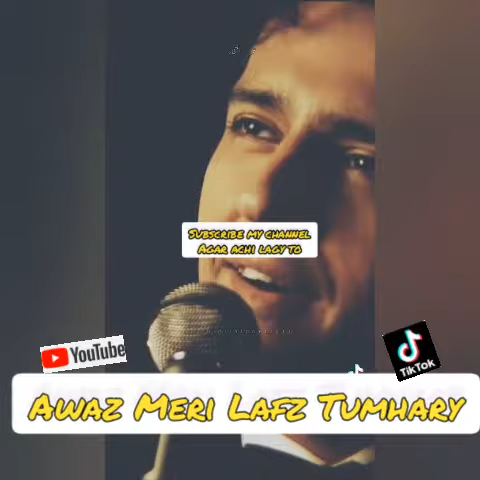 SUBSCRIBE MY CHANNEL
AGAR ACHI LAGY TO
YouTube
TikTok
AWAZ MERI LAFZ TUMHARY